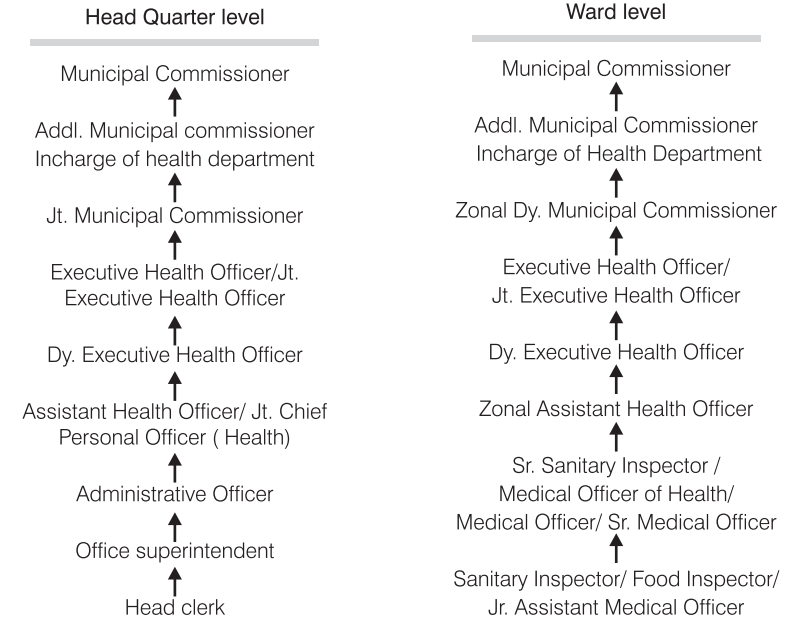 Head Quarter level
Municipal Commissioner
Addl. Municipal commissioner
Incharge of health department
Jt. Municipal Commissioner
Executive Health Officer/Jt.
Executive Health Officer
Dy. Executive Health Officer
Assistant Health Officer/ Jt. Chief
Personal Officer ( Health)
Administrative Officer
Office superintendent
Head clerk
Ward level
Municipal Commissioner
Addl. Municipal Commissioner
Incharge of Health Department
Zonal Dy. Municipal Commissioner
Executive Health Officer/
Jt. Executive Health Officer
Dy. Executive Health Officer
Zonal Assistant Health Officer
Sr. Sanitary Inspector /
Medical Officer of Health/
Medical Officer/ Sr. Medical Officer
Sanitary Inspector/ Food Inspector/
Jr. Assistant Medical Officer